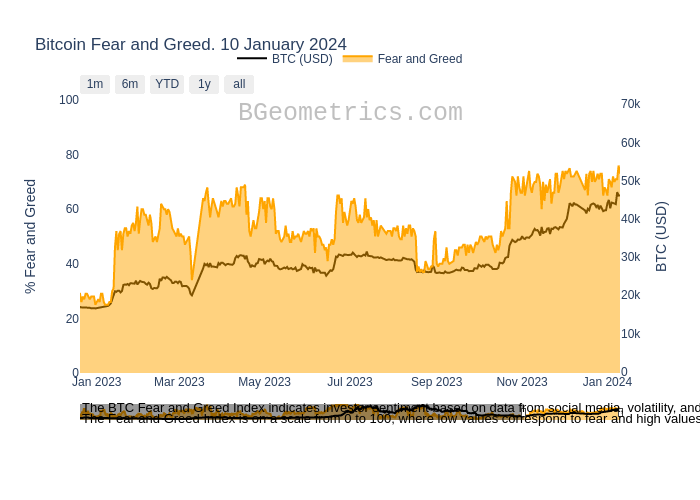 Bitcoin Fear and Greed. 10 January 2024
BTC (USD) Fear and Greed
1m 6m YTD 1y all
BGeometrics.com
100
80
60
40
20
0
% Fear and Greed
70k
60k
50k
40k
30k
20k
10k
0
BTC (USD)
Jan 2023 Mar 2023 May 2023 Jul 2023 Sep 2023 Nov 2023 Jan 2024
The BTC Fear and Greed Index indicates investor sentiment based on data from social media, volatility, and
The Fear and Greed Index is on a scale from 0 to 100, where low values correspond to fear and high values